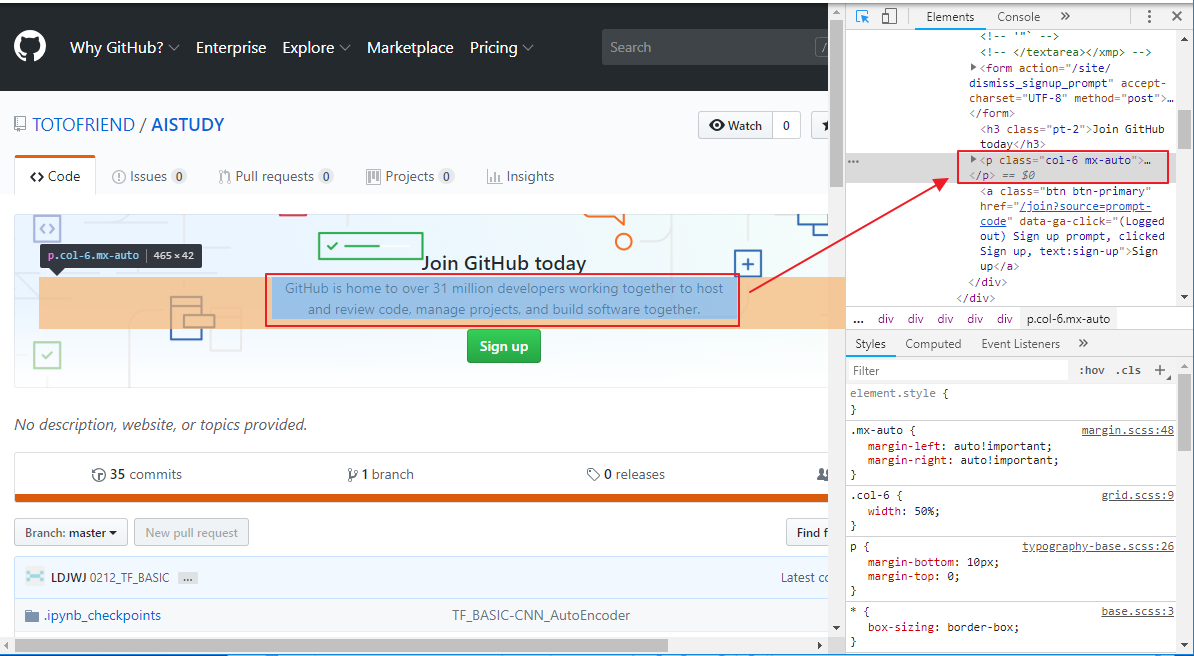 Why GitHub? Enterprise Explore Marketplace Pricing
Search /
TOTOFRIEND / AISTUDY
Watch 0
Code Issues 0 Pull requests 0 Projects 0 Insights
p.col-6.mx-auto 465 × 42
Join GitHub today
GitHub is home to over 31 million developers working together to host
and review code, manage projects, and build software together.
Sign up
No description, website, or topics provided.
35 commits 1 branch 0 releases
Branch: master New pull request Find f
LDJWJ 0212_TF_BASIC ... Latest co
.ipynb_checkpoints TF_BASIC-CNN_AutoEncoder
Elements Console »
<!-- '"` -->
<!-- </textarea></xmp> -->
<form action="/site/
dismiss_signup_prompt" accept-
charset="UTF-8" method="post">…
</form>
<h3 class="pt-2">Join GitHub
today</h3>
<p class="col-6 mx-auto">…
</p> == $0
<a class="btn btn-primary"
href="/join?source=prompt-
code" data-ga-click="(Logged
out) Sign up prompt, clicked
Sign up, text:sign-up">Sign
up</a>
</div>
</div>
... div div div div div p.col-6.mx-auto
Styles Computed Event Listeners »
Filter :hov .cls +
element.style {
}
.mx-auto { margin.scss:48
margin-left: auto!important;
margin-right: auto!important;
}
.col-6 { grid.scss:9
width: 50%;
}
p { typography-base.scss:26
margin-bottom: 10px;
margin-top: 0;
}
* { base.scss:3
box-sizing: border-box;
}